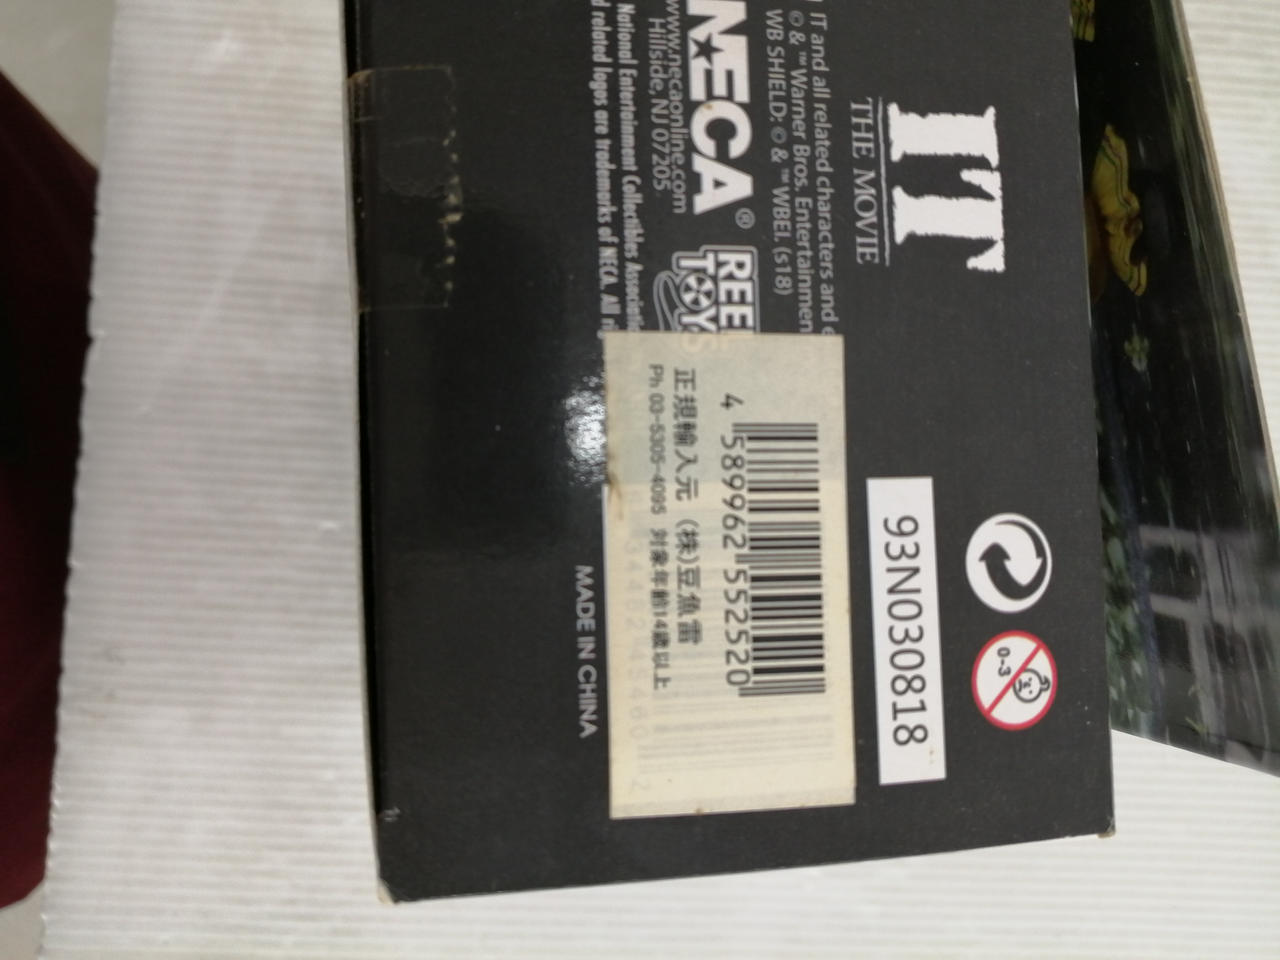 IT
THE MOVIE
IT and all related characters and
© & ™ Warner Bros. Entertainment
WB SHIELD: © & ™ WBEI. (s18)
NECA®
REEL
TOYS
www.necaonline.com
Hillside, NJ 07205
National Entertainment Collectibles Association
related logos are trademarks of NECA. All
93N030818
0-3
4 589962 552520
正規輸入元 (株)豆魚雷
Ph 03-5305-4095 対象年齢14歳以上
MADE IN CHINA